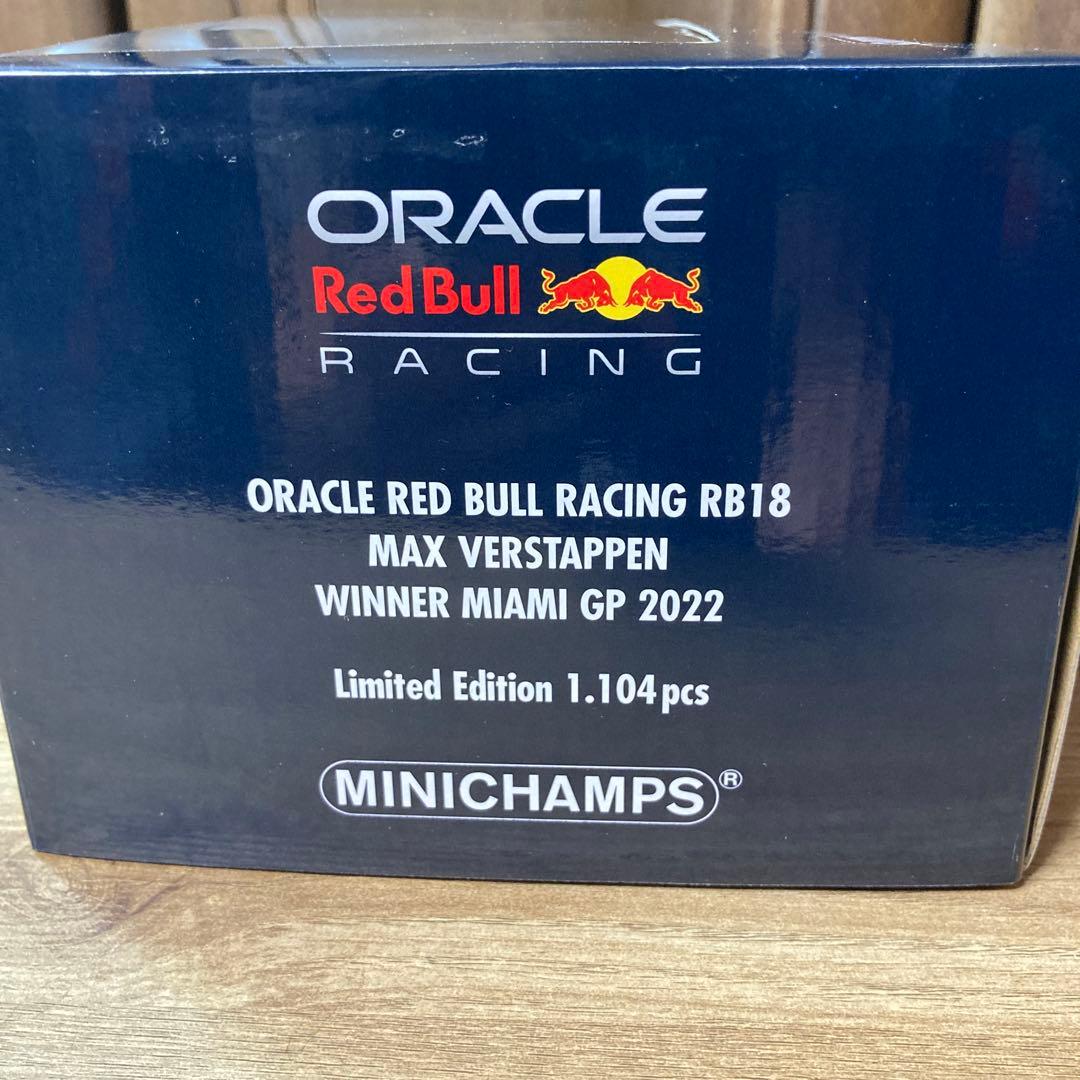 ORACLE
Red Bull
RACING
ORACLE RED BULL RACING RB18
MAX VERSTAPPEN
WINNER MIAMI GP 2022
Limited Edition 1.104 pcs
MINICHAMPS®